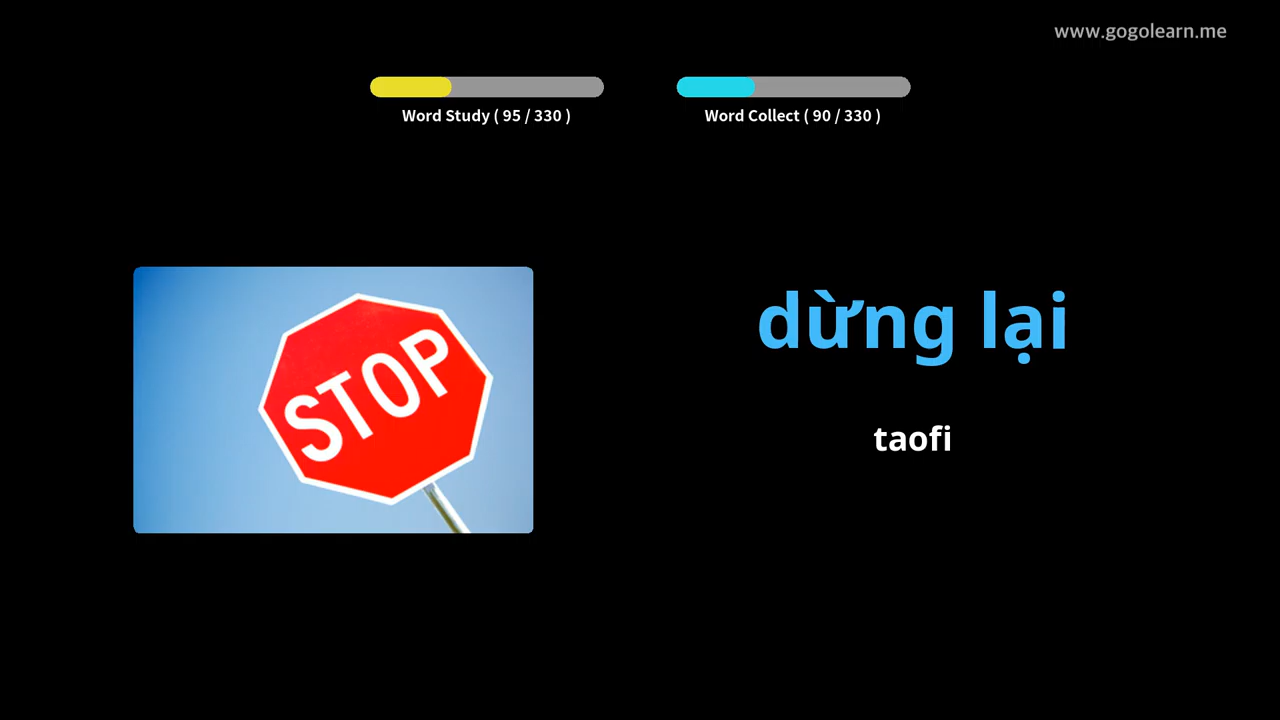 www.gogolearn.me
Word Study ( 95 / 330 )
Word Collect ( 90 / 330 )
STOP
dừng lại
taofi